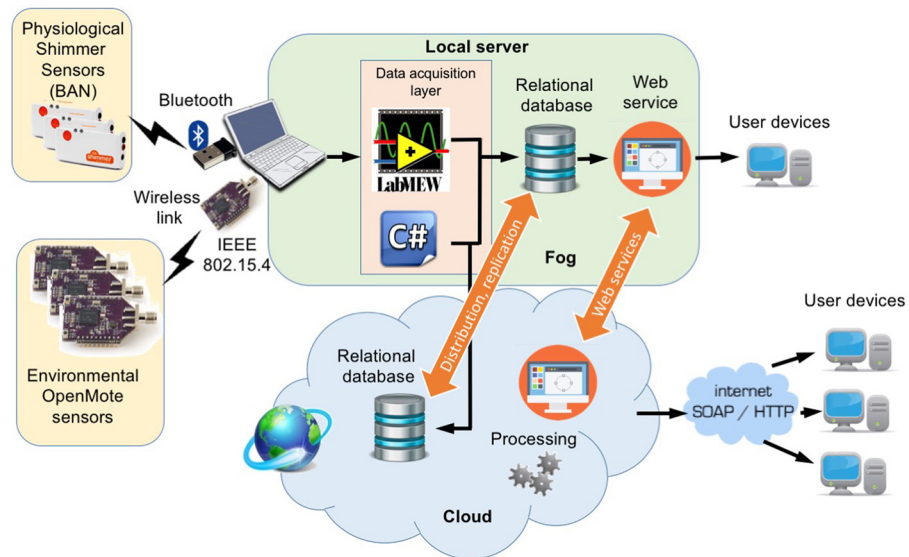 Physiological
Shimmer
Sensors
(BAN)
shimmer
Bluetooth
Wireless
link
IEEE
802.15.4
Environmental
OpenMote
sensors
Local server
Data acquisition
layer
LabVIEW
C#
Relational
database
Web
service
Fog
User devices
Distribution, replication
Web services
Relational
database
Processing
Cloud
internet
SOAP / HTTP
User devices